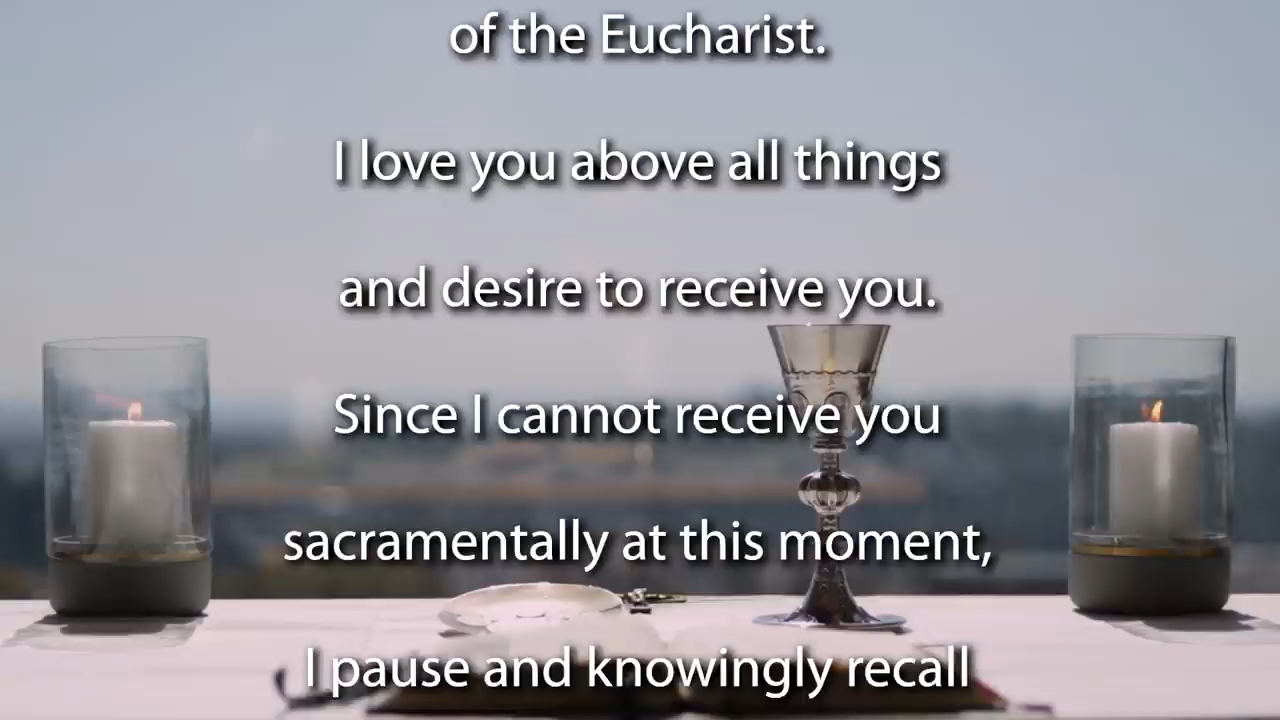 of the Eucharist.
I love you above all things
and desire to receive you.
Since I cannot receive you
sacramentally at this moment,
I pause and knowingly recall